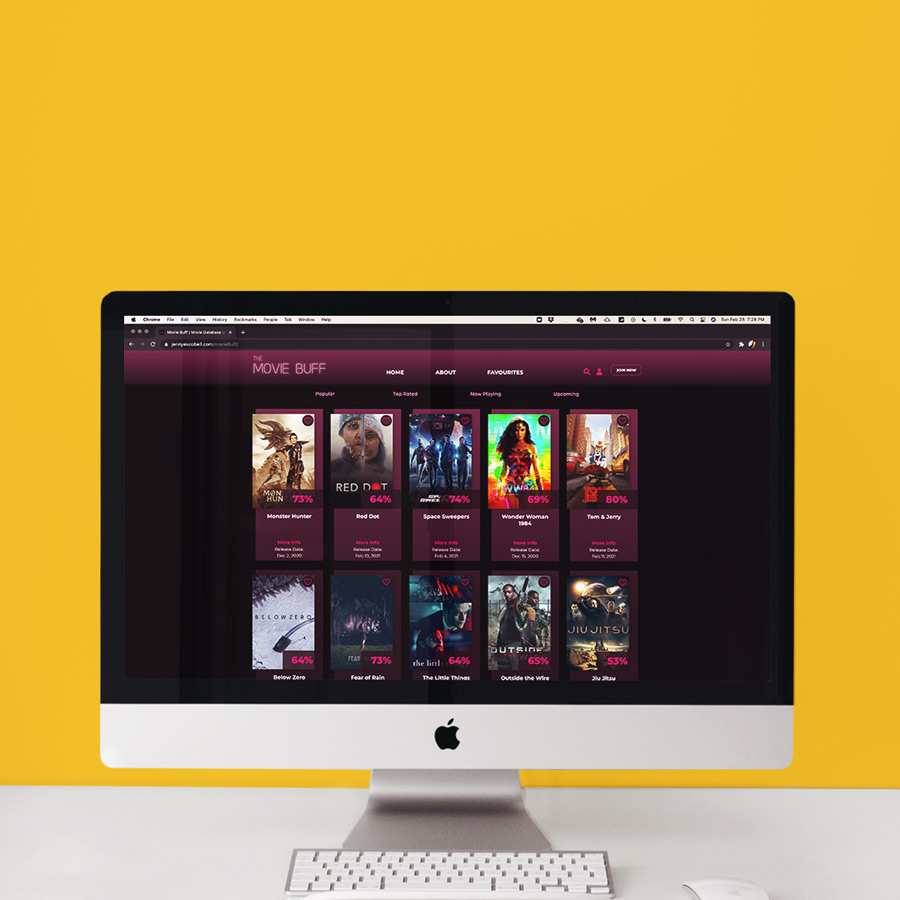 Chrome File Edit View History Bookmarks People Tab Window Help
Sun Feb 28 7:28 PM
Movie Buff | Movie Database
jennyescobell.com/moviebuff/
THE
MOVIE BUFF
HOME ABOUT FAVOURITES
JOIN NOW
Popular Top Rated Now Playing Upcoming
RED DOT
MON
HUN
WW84
73% 64% 74% 69% 80%
Monster Hunter Red Dot Space Sweepers Wonder Woman Tom & Jerry
1984
More Info More Info More Info More Info More Info
Release Date: Release Date: Release Date: Release Date: Release Date:
Dec 2, 2020 Feb 10, 2021 Feb 4, 2021 Dec 15, 2020 Feb 11, 2021
BELOW ZERO
JIU JITSU
OUTSIDE
FEAR
the littl
64% 73% 64% 65% 53%
Below Zero Fear of Rain The Little Things Outside the Wire Jiu Jitsu